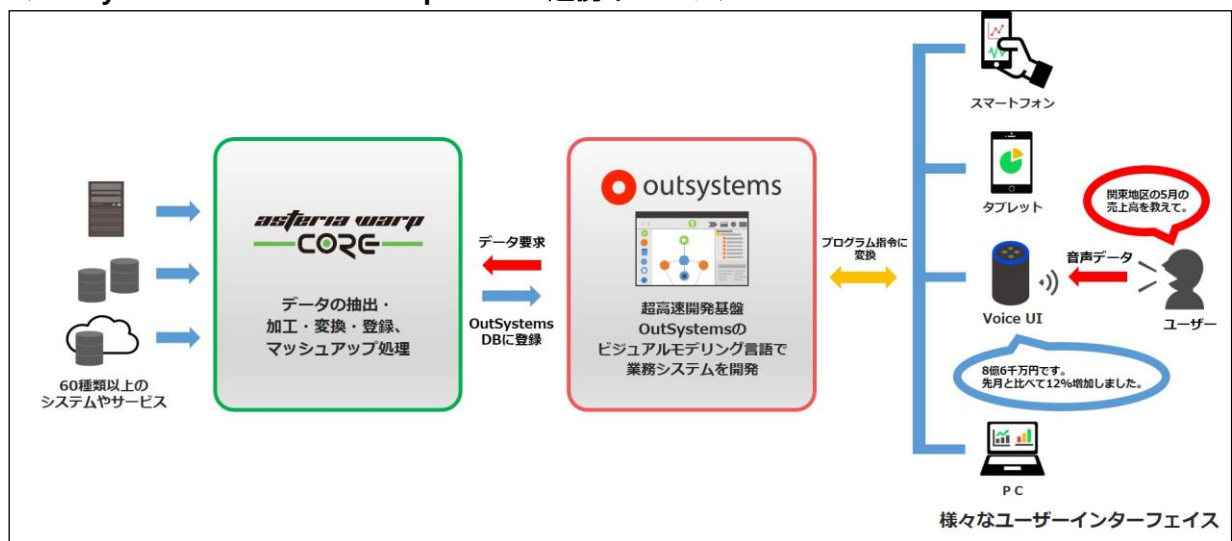 60種類以上の
システムやサービス
asteria warp
CORE
データの抽出・
加工・変換・登録、
マッシュアップ処理
データ要求
OutSystems
DBに登録
outsystems
超高速開発基盤
OutSystemsの
ビジュアルモデリング言語で
業務システムを開発
プログラム指令に
変換
スマートフォン
タブレット
Voice UI
音声データ
関東地区の5月の
売上高を教えて。
ユーザー
8億6千万円です。
先月と比べて12%増加しました。
PC
様々なユーザーインターフェイス